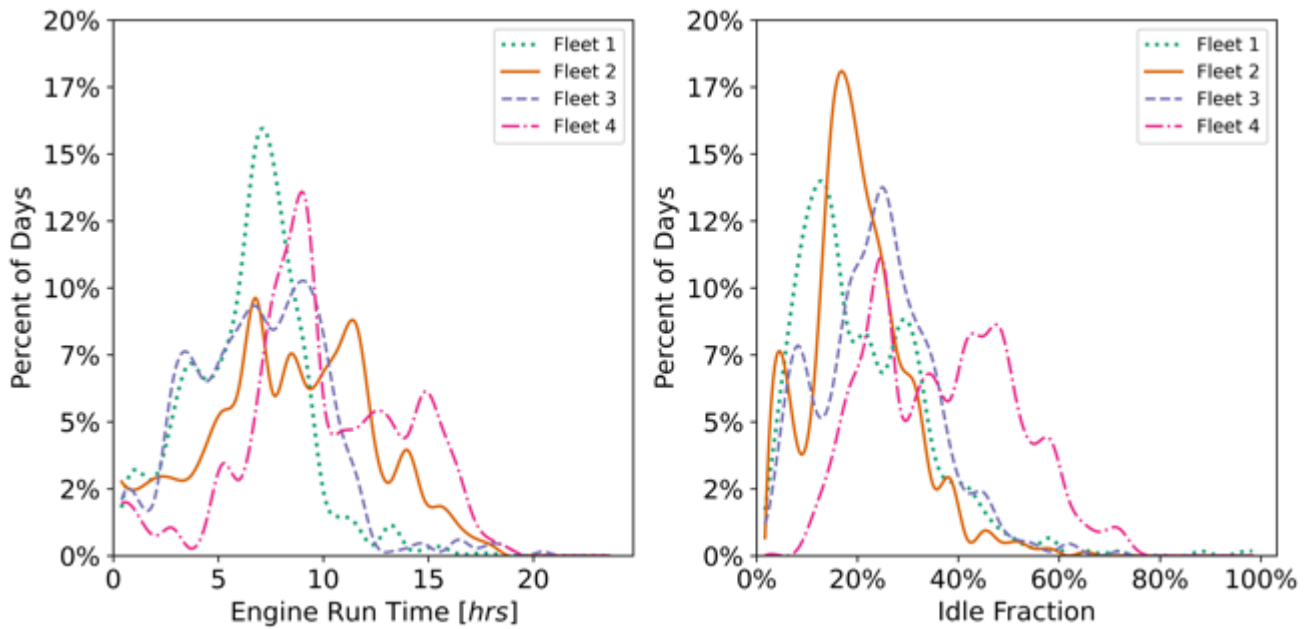 20%
17%
15%
12%
10%
7%
5%
2%
0%
Percent of Days
0
5
10
15
20
Engine Run Time [hrs]
Fleet 1
Fleet 2
Fleet 3
Fleet 4
20%
17%
15%
12%
10%
7%
5%
2%
0%
Percent of Days
0%
20%
40%
60%
80%
100%
Idle Fraction
Fleet 1
Fleet 2
Fleet 3
Fleet 4